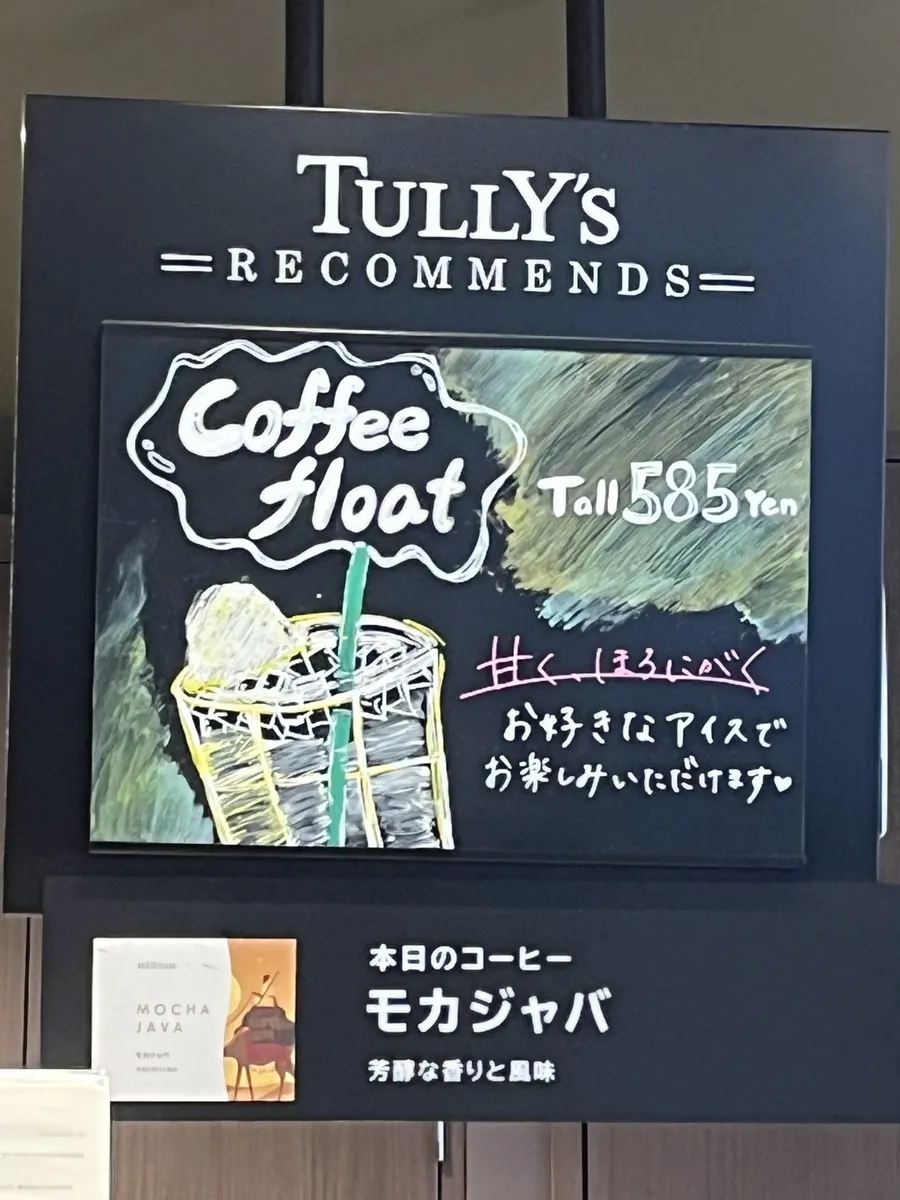 TULLY'S
RECOMMENDS
Coffee
float
Tall 585 Yen
甘く、ほろにがく
お好きなアイスで
お楽しみいただけます♥
本日のコーヒー
モカジャバ
芳醇な香りと風味
MOCHA
JAVA